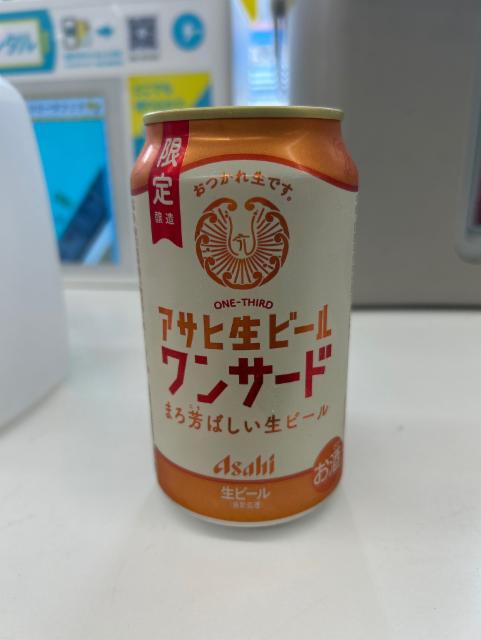 限定
醸造
おつかれ生です。
ONE-THIRD
アサヒ生ビール
ワンサード
まろ芳ばしい生ビール
Asahi
お酒
生ビール